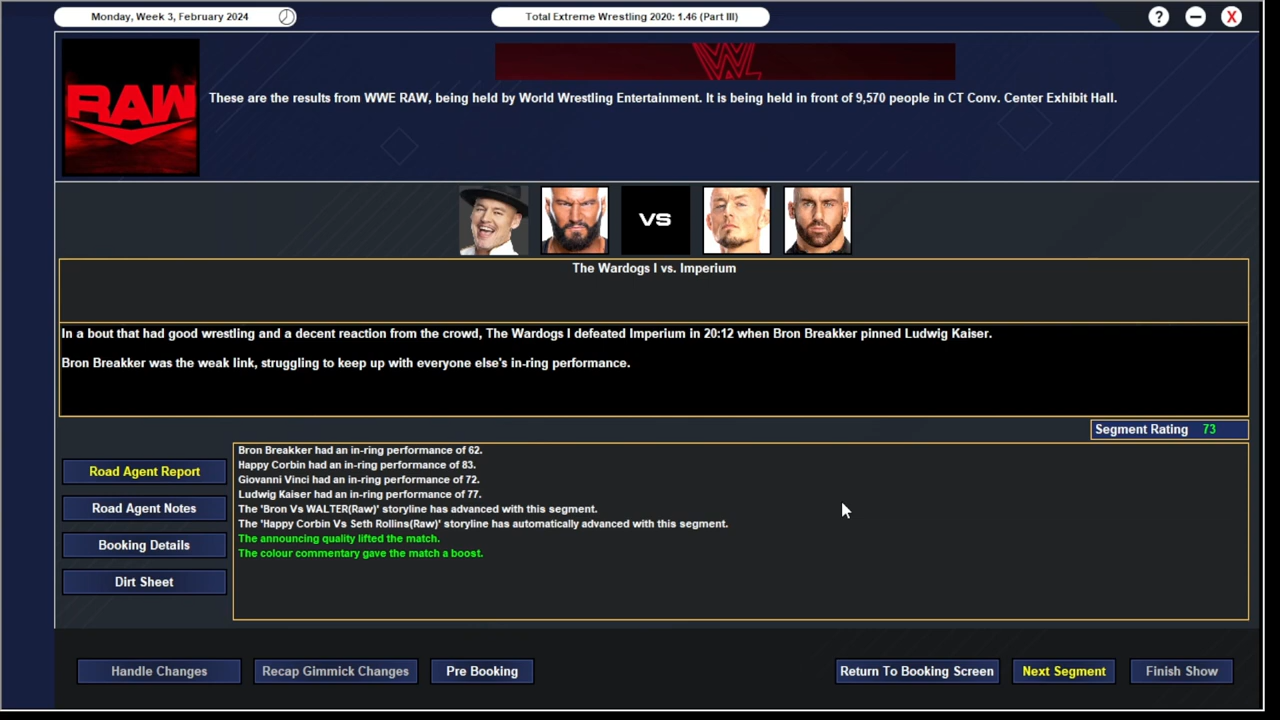 Monday, Week 3, February 2024
Total Extreme Wrestling 2020: 1.46 (Part III)
?
X
RAW
These are the results from WWE RAW, being held by World Wrestling Entertainment. It is being held in front of 9,570 people in CT Conv. Center Exhibit Hall.
VS
The Wardogs I vs. Imperium
In a bout that had good wrestling and a decent reaction from the crowd, The Wardogs I defeated Imperium in 20:12 when Bron Breakker pinned Ludwig Kaiser.
Bron Breakker was the weak link, struggling to keep up with everyone else's in-ring performance.
Segment Rating 73
Road Agent Report
Road Agent Notes
Booking Details
Dirt Sheet
Bron Breakker had an in-ring performance of 62.
Happy Corbin had an in-ring performance of 83.
Giovanni Vinci had an in-ring performance of 72.
Ludwig Kaiser had an in-ring performance of 77.
The 'Bron Vs WALTER(Raw)' storyline has advanced with this segment.
The 'Happy Corbin Vs Seth Rollins(Raw)' storyline has automatically advanced with this segment.
The announcing quality lifted the match.
The colour commentary gave the match a boost.
Handle Changes
Recap Gimmick Changes
Pre Booking
Return To Booking Screen
Next Segment
Finish Show